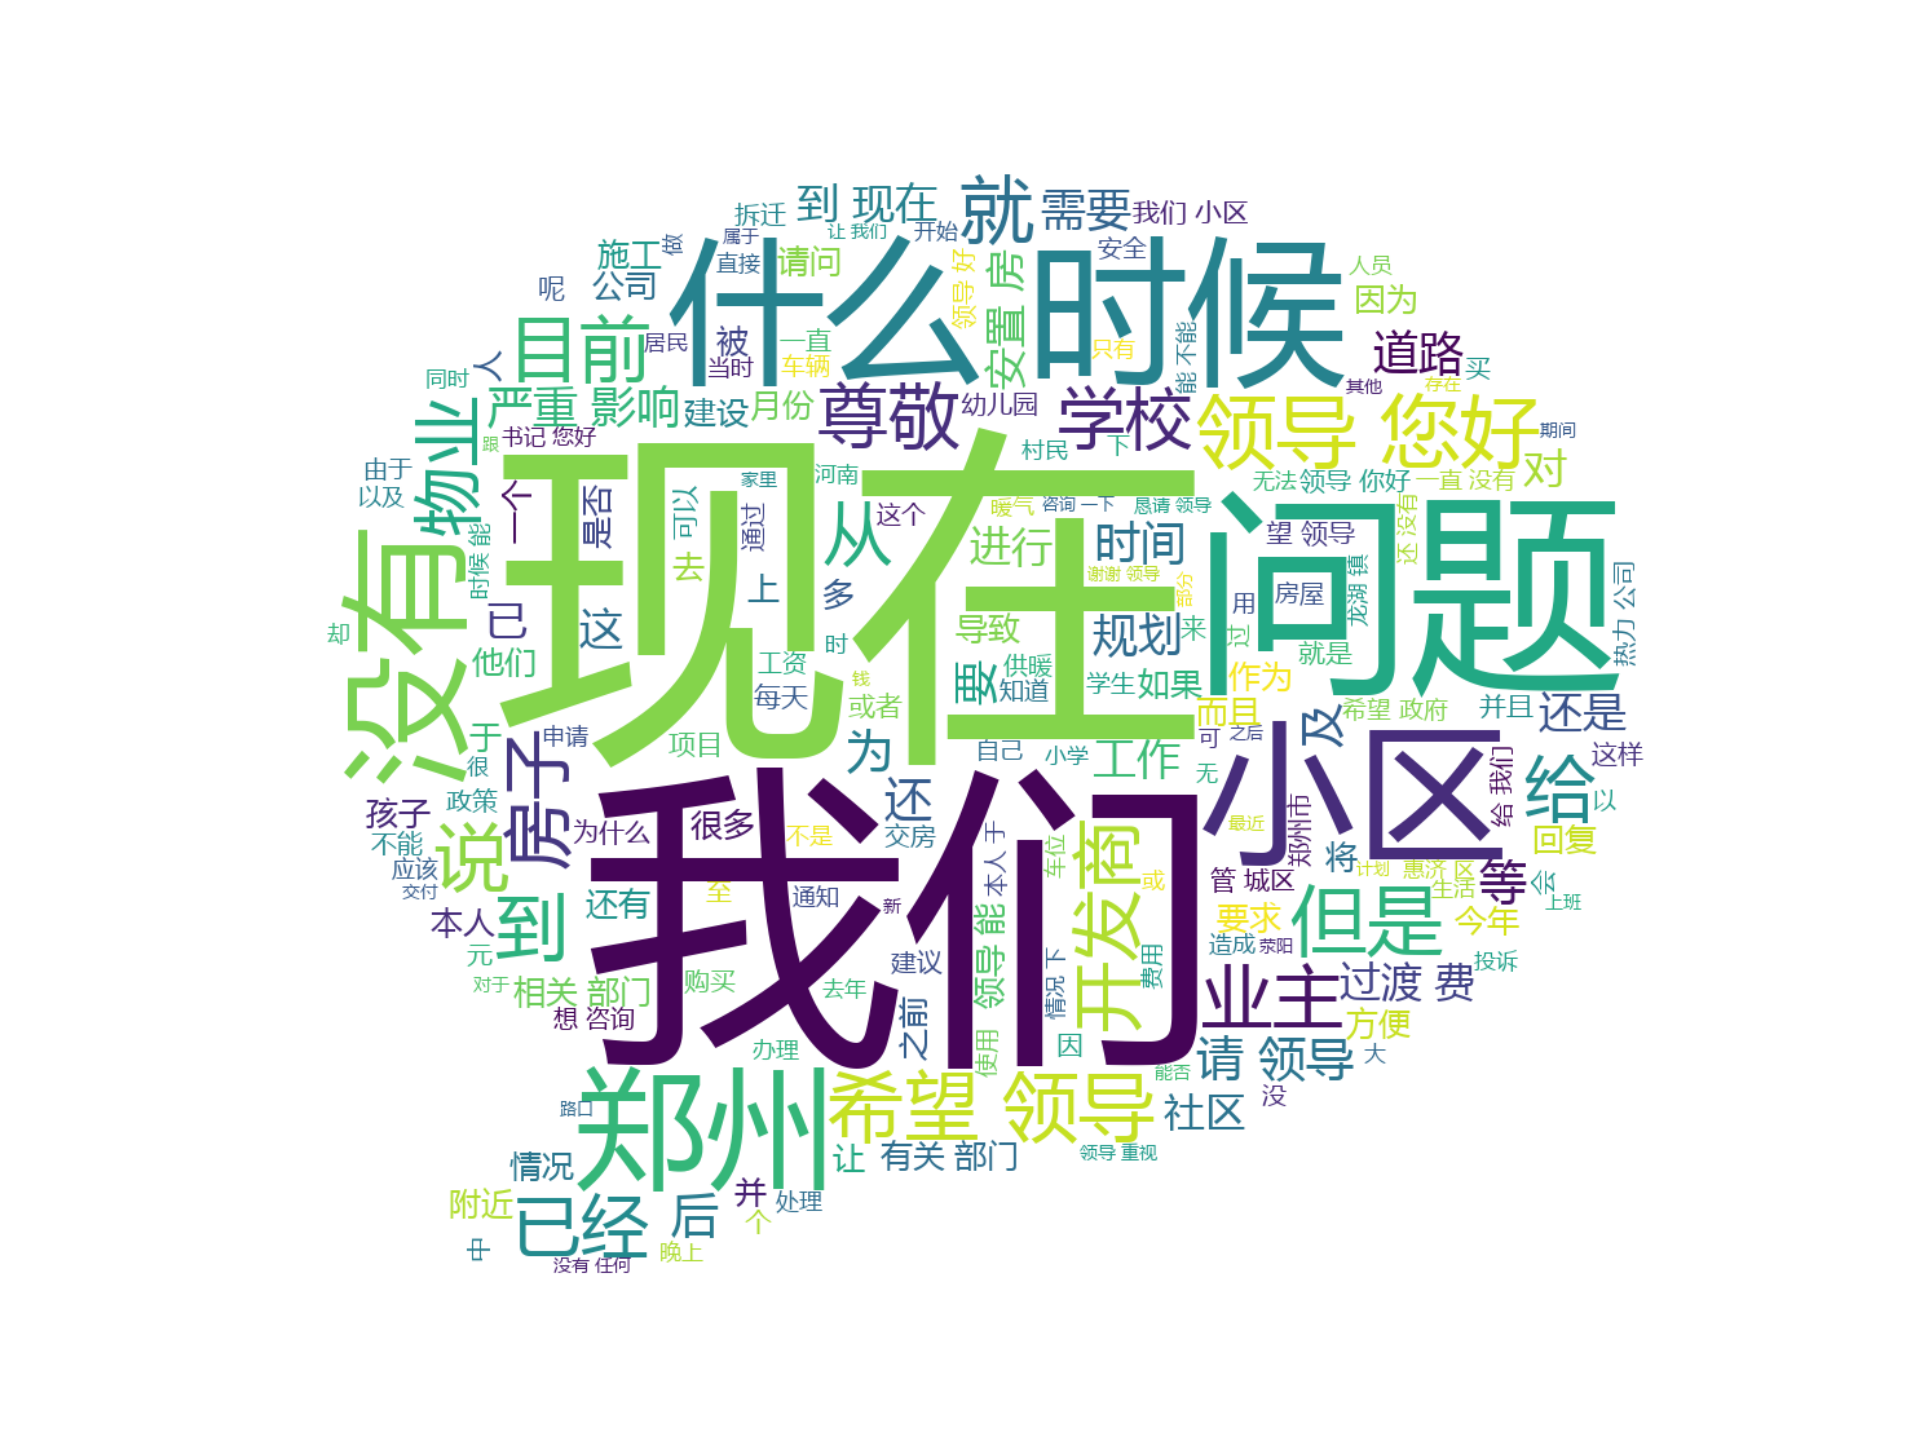 拆迁
到 现在
就
需要
我们 小区
让 我们
开始
做
属于
施工
直接
请问
领导 好
安置 房
安全
人员
呢
公司
什么 时候
因为
目前
居民
被
一直
当时
车辆
只有
能 不能
道路
买
人
同时
其他
存在
严重 影响
建设
月份
尊敬
幼儿园
学校
领导 您好
期间
物业
跟
书记 您好
现在
村民
下
由于
以及
一个
是否
可以
家里
通过
河南
从
这个
暖气
咨询 一下
恳请 领导
无法
领导 你好
一直 没有
对
还 没有
问题
没有
时候 能
去
进行
时间
望 领导
谢谢 领导
部分
龙湖 镇
热力 公司
却
已
这
上
多
用
房屋
他们
工资
时
导致
规划
来
过
就是
要
供暖
知道
学生
如果
作为
每天
钱
或者
而且
希望 政府
并且
还是
于
申请
房子
项目
为
自己
小学
工作
可
之后
及
很
无
小区
给 我们
给
这样
孩子
政策
我们
还
以
不能
说
为什么
很多
不是
交房
本人 于
车位
开发商
最近
郑州市
将
回复
应该
交付
至
通知
新
或
管 城区
计划
惠济 区
生活
等
会
上班
本人
到
还有
领导 能
要求
但是
今年
元
建议
情况 下
费用
造成
荥阳
投诉
对于
相关 部门
购买
去年
业主
过渡 费
想 咨询
之前
方便
办理
使用
因
请 领导
大
郑州
希望 领导
能否
没
路口
社区
情况
让
有关 部门
领导 重视
附近
已经
后
并
个
处理
中
没有 任何
晚上